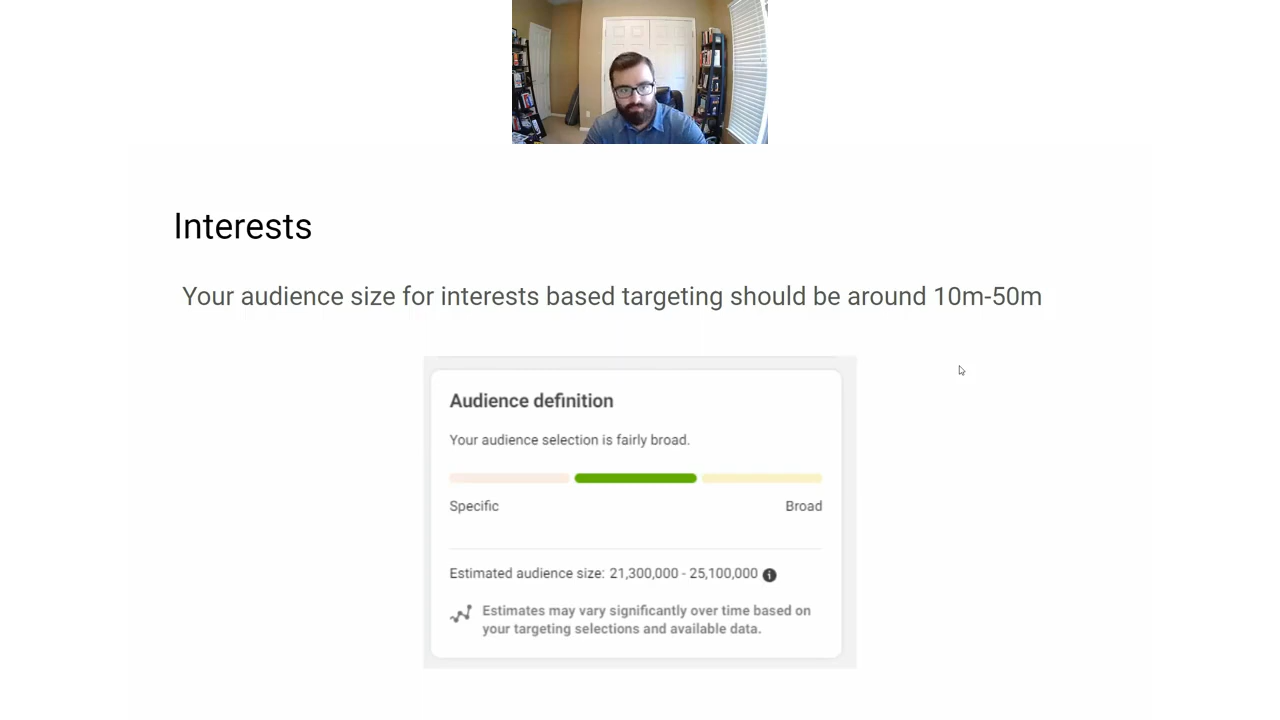 Interests
Your audience size for interests based targeting should be around 10m-50m
Audience definition
Your audience selection is fairly broad.
Specific
Broad
Estimated audience size: 21,300,000 - 25,100,000
Estimates may vary significantly over time based on
your targeting selections and available data.